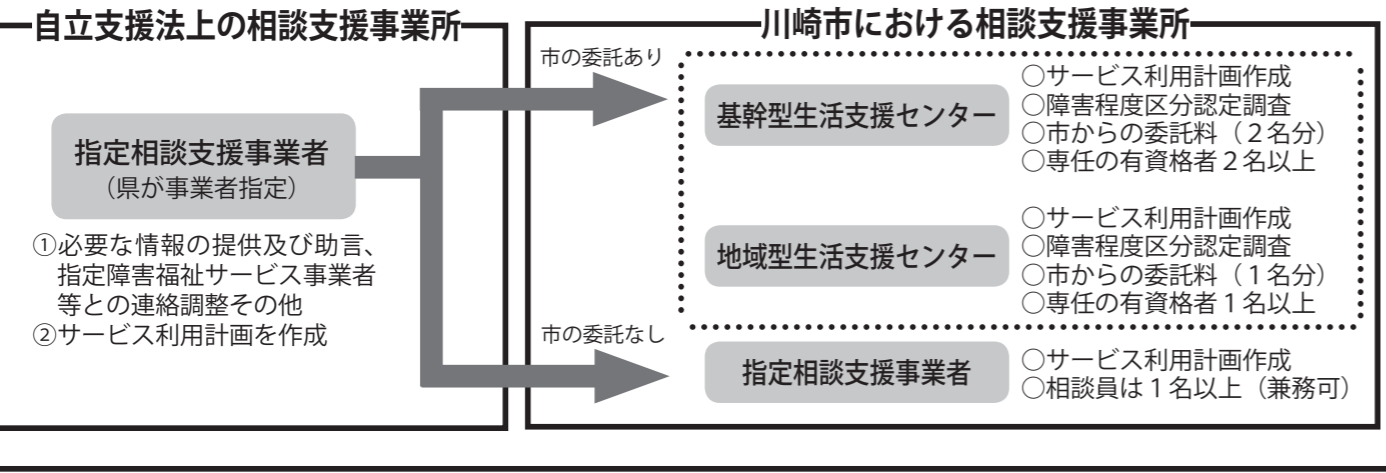 自立支援法上の相談支援事業所
指定相談支援事業者
（県が事業者指定）
①必要な情報の提供及び助言、
指定障害福祉サービス事業者
等との連絡調整その他
②サービス利用計画を作成
川崎市における相談支援事業所
市の委託あり
基幹型生活支援センター
○サービス利用計画作成
○障害程度区分認定調査
○市からの委託料（２名分）
○専任の有資格者２名以上
地域型生活支援センター
○サービス利用計画作成
○障害程度区分認定調査
○市からの委託料（１名分）
○専任の有資格者１名以上
市の委託なし
指定相談支援事業者
○サービス利用計画作成
○相談員は１名以上（兼務可）